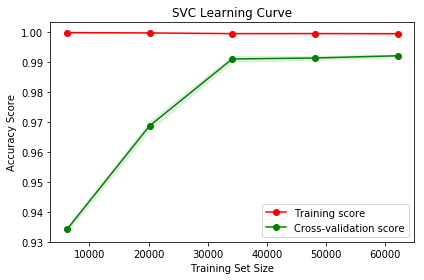 SVC Learning Curve
Accuracy Score
1.00
0.99
0.98
0.97
0.96
0.95
0.94
0.93
Training score
Cross-validation score
10000 20000 30000 40000 50000 60000
Training Set Size